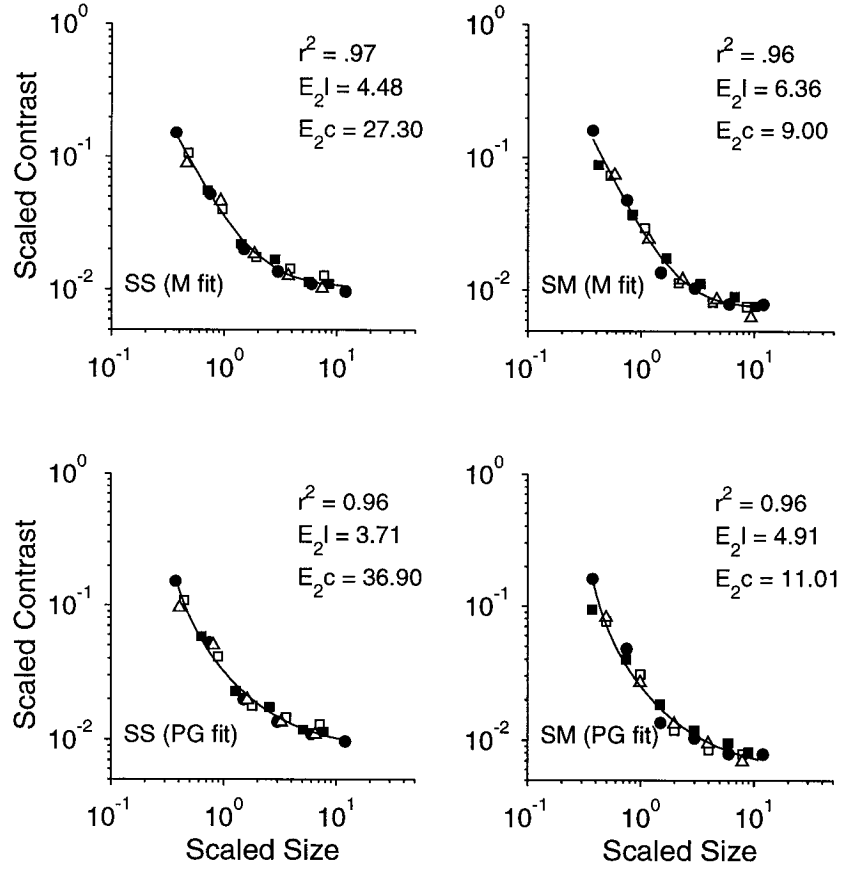 10^0
10^-1
10^-2
Scaled Contrast
r^2 = .97
E_2l = 4.48
E_2c = 27.30
SS (M fit)
10^-1
10^0
10^1
10^0
10^-1
10^-2
r^2 = .96
E_2l = 6.36
E_2c = 9.00
SM (M fit)
10^-1
10^0
10^1
10^0
10^-1
10^-2
Scaled Contrast
r^2 = 0.96
E_2l = 3.71
E_2c = 36.90
SS (PG fit)
10^-1
10^0
10^1
Scaled Size
10^0
10^-1
10^-2
r^2 = 0.96
E_2l = 4.91
E_2c = 11.01
SM (PG fit)
10^-1
10^0
10^1
Scaled Size